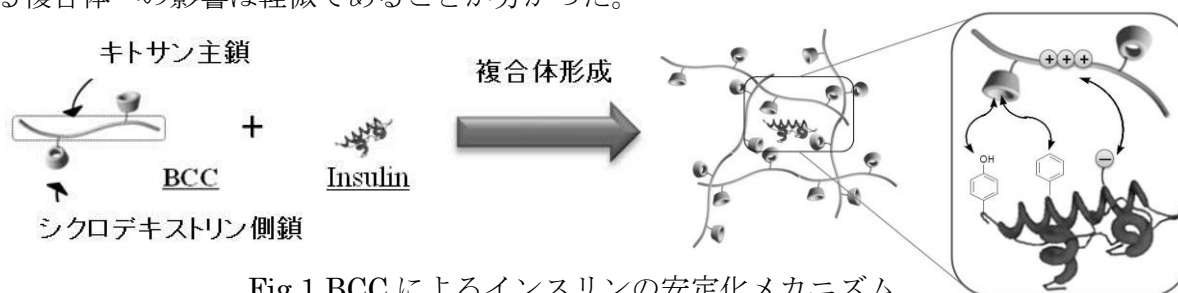 る複合体への影響は軽微であることが分かった。
キトサン主鎖
複合体形成
+++
+
OH
−
BCC
Insulin
シクロデキストリン側鎖
Fig.1 BCC によるインスリンの安定化メカニズム